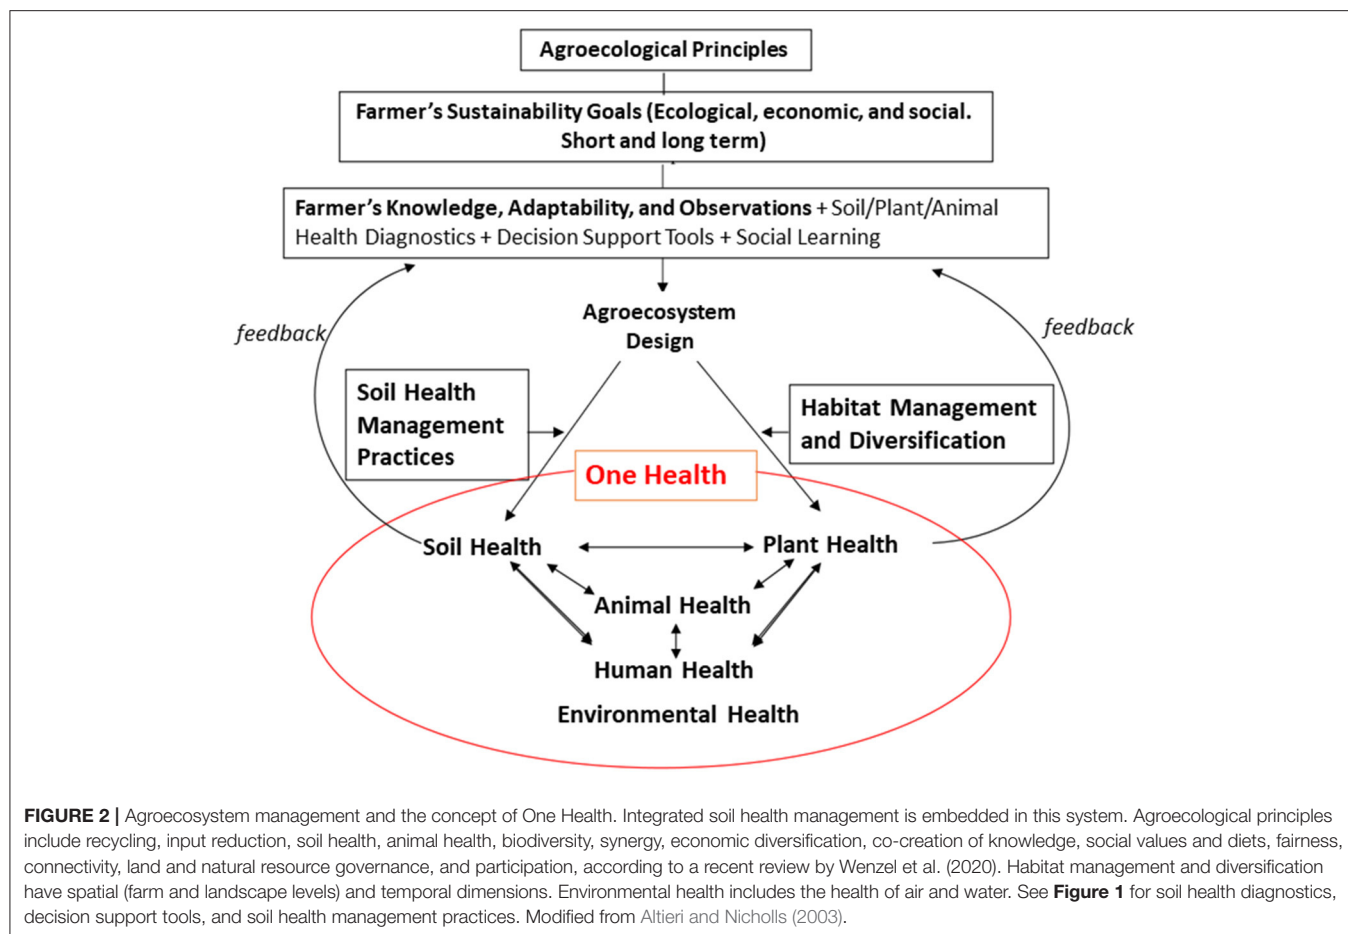 Agroecological Principles
Farmer's Sustainability Goals (Ecological, economic, and social.
Short and long term)
Farmer's Knowledge, Adaptability, and Observations + Soil/Plant/Animal
Health Diagnostics + Decision Support Tools + Social Learning
Agroecosystem
Design
feedback
feedback
Soil Health
Management
Practices
Habitat Management
and Diversification
One Health
Soil Health
Plant Health
Animal Health
Human Health
Environmental Health
FIGURE 2 | Agroecosystem management and the concept of One Health. Integrated soil health management is embedded in this system. Agroecological principles
include recycling, input reduction, soil health, animal health, biodiversity, synergy, economic diversification, co-creation of knowledge, social values and diets, fairness,
connectivity, land and natural resource governance, and participation, according to a recent review by Wenzel et al. (2020). Habitat management and diversification
have spatial (farm and landscape levels) and temporal dimensions. Environmental health includes the health of air and water. See Figure 1 for soil health diagnostics,
decision support tools, and soil health management practices. Modified from Altieri and Nicholls (2003).